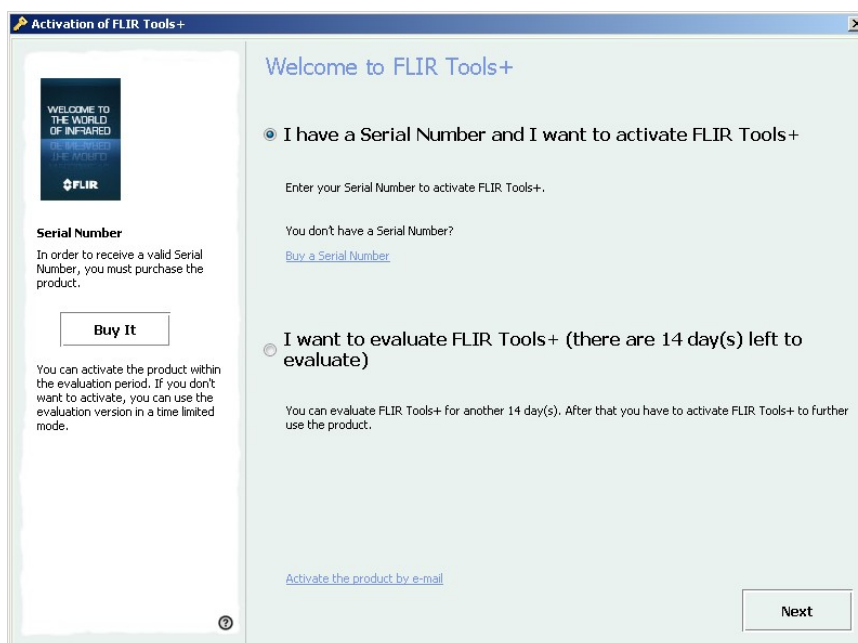 Activation of FLIR Tools+
WELCOME TO
THE WORLD
OF INFRARED
FLIR
Serial Number
In order to receive a valid Serial
Number, you must purchase the
product.
Buy It
You can activate the product within
the evaluation period. If you don't
want to activate, you can use the
evaluation version in a time limited
mode.
Welcome to FLIR Tools+
I have a Serial Number and I want to activate FLIR Tools+
Enter your Serial Number to activate FLIR Tools+.
You don't have a Serial Number?
Buy a Serial Number
I want to evaluate FLIR Tools+ (there are 14 day(s) left to
evaluate)
You can evaluate FLIR Tools+ for another 14 day(s). After that you have to activate FLIR Tools+ to further
use the product.
Activate the product by e-mail
Next